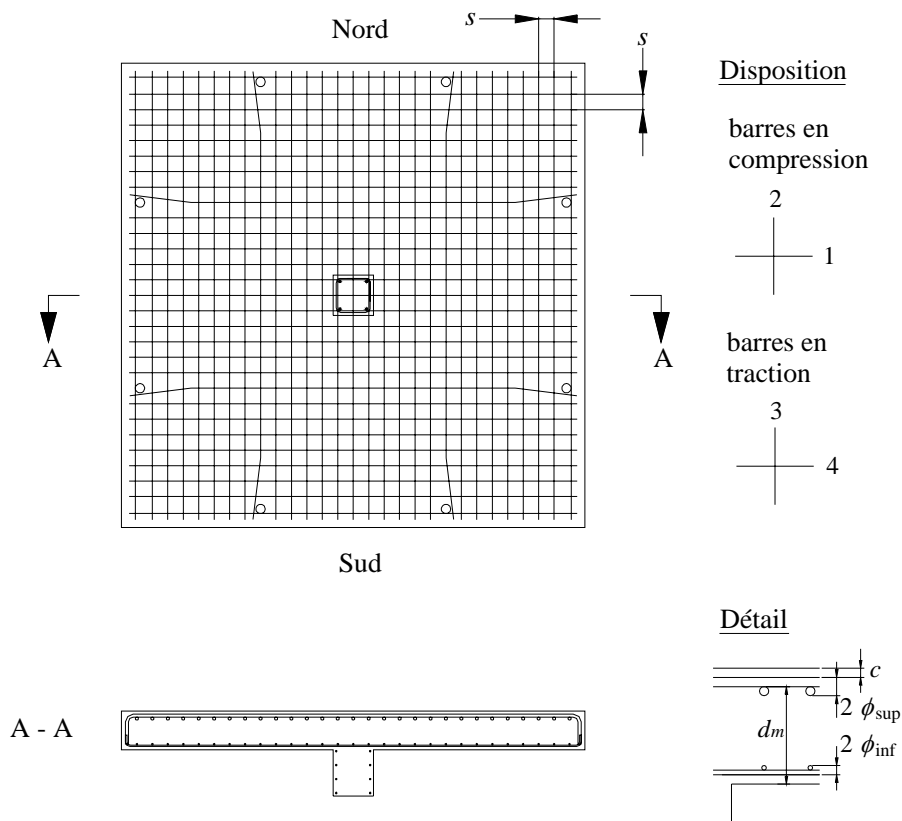 s
Nord
s
Disposition
barres en
compression
2
1
A
A
barres en
traction
3
4
Sud
Détail
c
A - A
2 ϕsup
dm
2 ϕinf